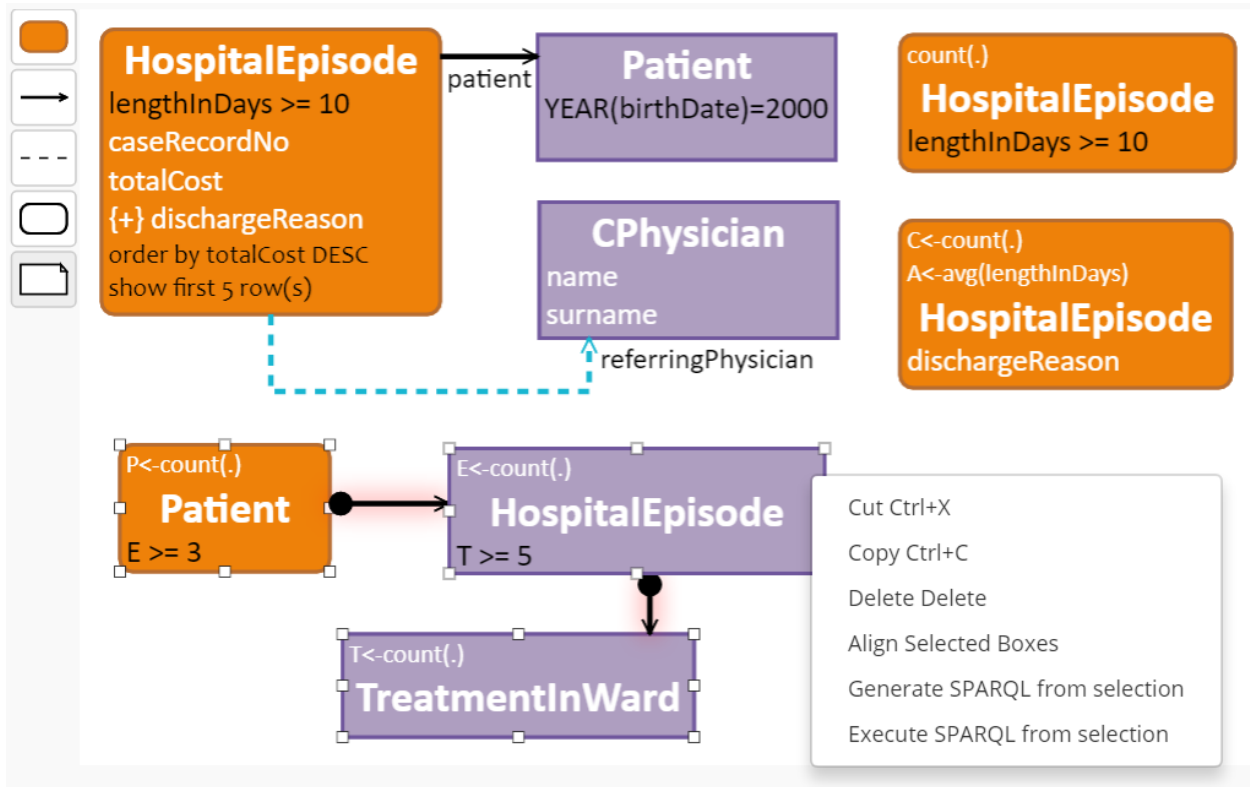 HospitalEpisode
lengthInDays >= 10
caseRecordNo
totalCost
{+} dischargeReason
order by totalCost DESC
show first 5 row(s)
patient
Patient
YEAR(birthDate)=2000
CPhysician
name
surname
referringPhysician
count(.)
HospitalEpisode
lengthInDays >= 10
C<-count(.)
A<-avg(lengthInDays)
HospitalEpisode
dischargeReason
P<-count(.)
Patient
E >= 3
E<-count(.)
HospitalEpisode
T >= 5
T<-count(.)
TreatmentInWard
Cut Ctrl+X
Copy Ctrl+C
Delete Delete
Align Selected Boxes
Generate SPARQL from selection
Execute SPARQL from selection